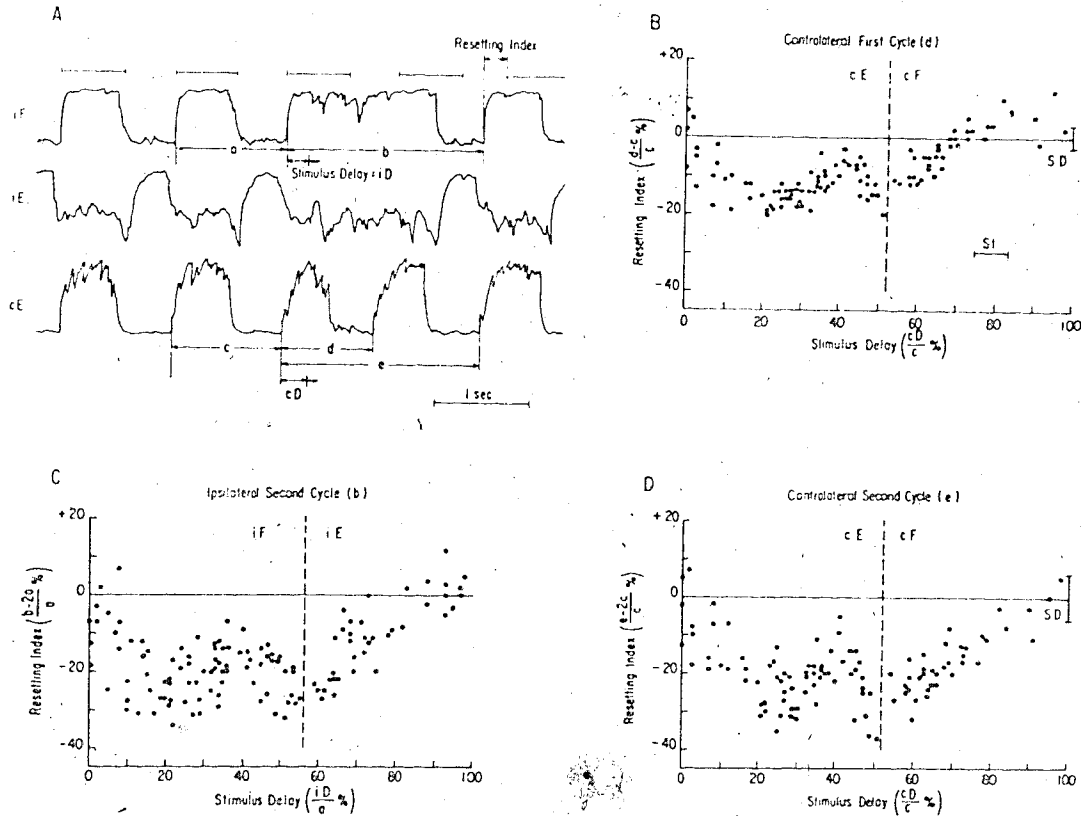 A
Resetting Index
iF
a
b
Stimulus Delay = iD
iE
cE
c
d
e
cD
1 sec
B
Contralateral First Cycle (d)
+20
0
-20
-40
cE
cF
SD
St
Resetting Index (d-c/c %)
0 20 40 60 80 100
Stimulus Delay (cD/c %)
C
Ipsilateral Second Cycle (b)
+20
0
-20
-40
iF
iE
Resetting Index (b-2a/a %)
0 20 40 60 80 100
Stimulus Delay (iD/a %)
D
Contralateral Second Cycle (e)
+20
0
-20
-40
cE
cF
SD
Resetting Index (e-2c/c %)
0 20 40 60 80 100
Stimulus Delay (cD/c %)